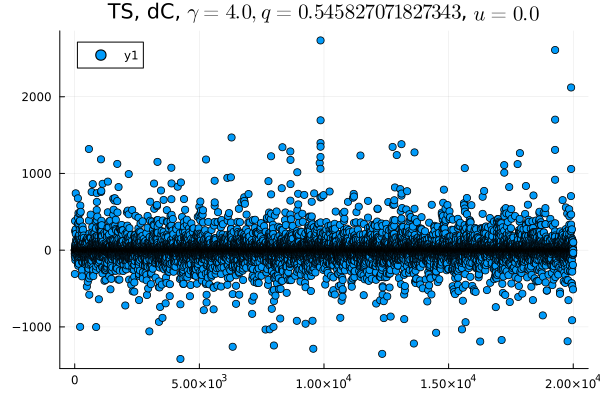 TS, dC, γ = 4.0, q = 0.545827071827343, u = 0.0
y1
2000
1000
0
−1000
0 5.00×10³ 1.00×10⁴ 1.50×10⁴ 2.00×10⁴